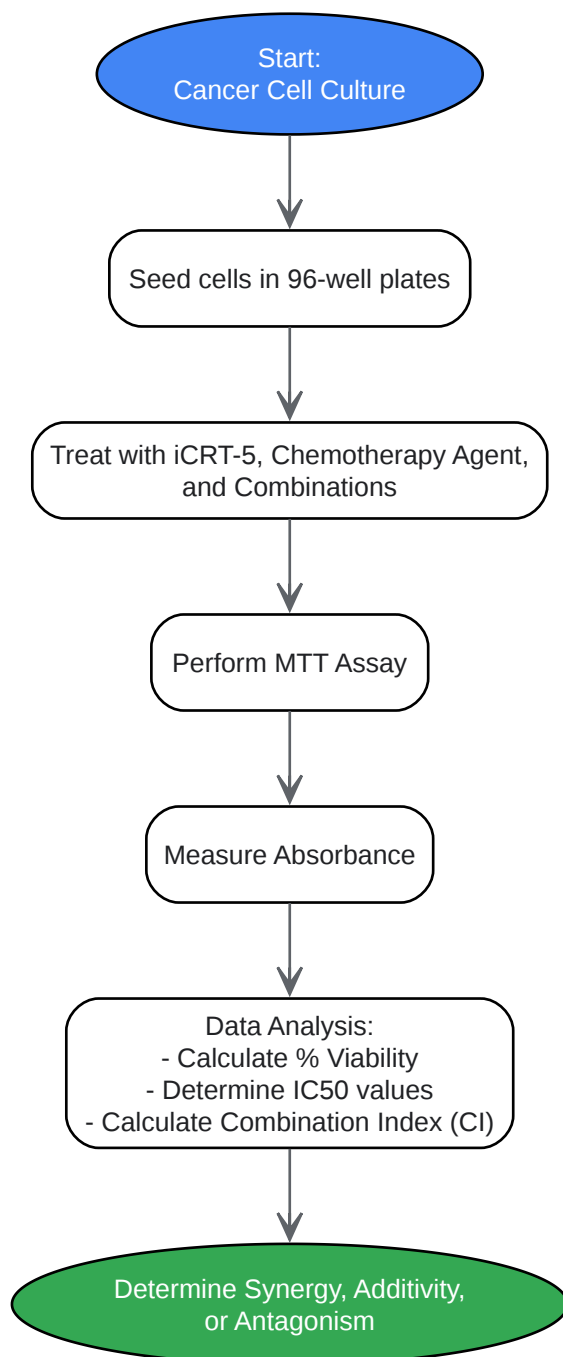 Start:
Cancer Cell Culture
Seed cells in 96-well plates
Treat with iCRT-5, Chemotherapy Agent,
and Combinations
Perform MTT Assay
Measure Absorbance
Data Analysis:
- Calculate % Viability
- Determine IC50 values
- Calculate Combination Index (CI)
Determine Synergy, Additivity,
or Antagonism